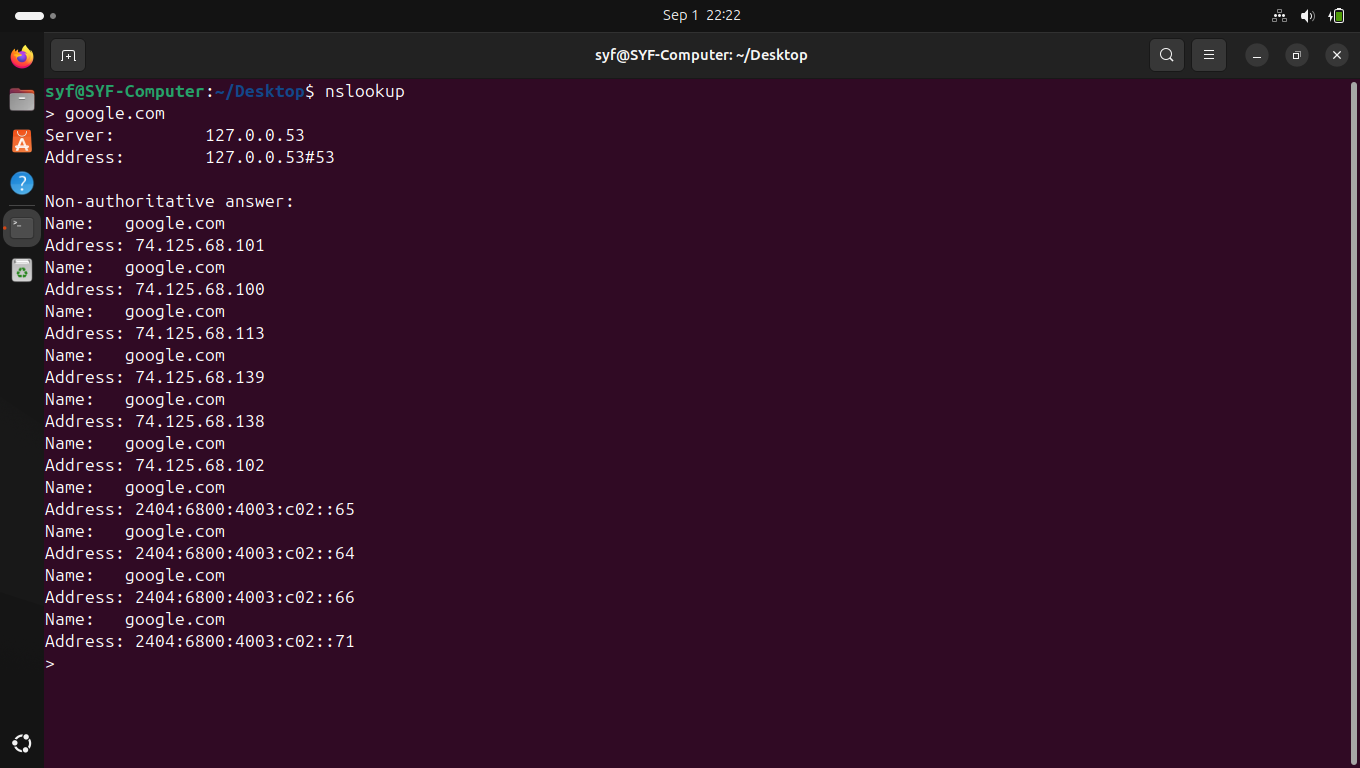 Sep 1 22:22
syf@SYF-Computer: ~/Desktop
syf@SYF-Computer:~/Desktop$ nslookup
> google.com
Server:         127.0.0.53
Address:        127.0.0.53#53

Non-authoritative answer:
Name:   google.com
Address: 74.125.68.101
Name:   google.com
Address: 74.125.68.100
Name:   google.com
Address: 74.125.68.113
Name:   google.com
Address: 74.125.68.139
Name:   google.com
Address: 74.125.68.138
Name:   google.com
Address: 74.125.68.102
Name:   google.com
Address: 2404:6800:4003:c02::65
Name:   google.com
Address: 2404:6800:4003:c02::64
Name:   google.com
Address: 2404:6800:4003:c02::66
Name:   google.com
Address: 2404:6800:4003:c02::71
>